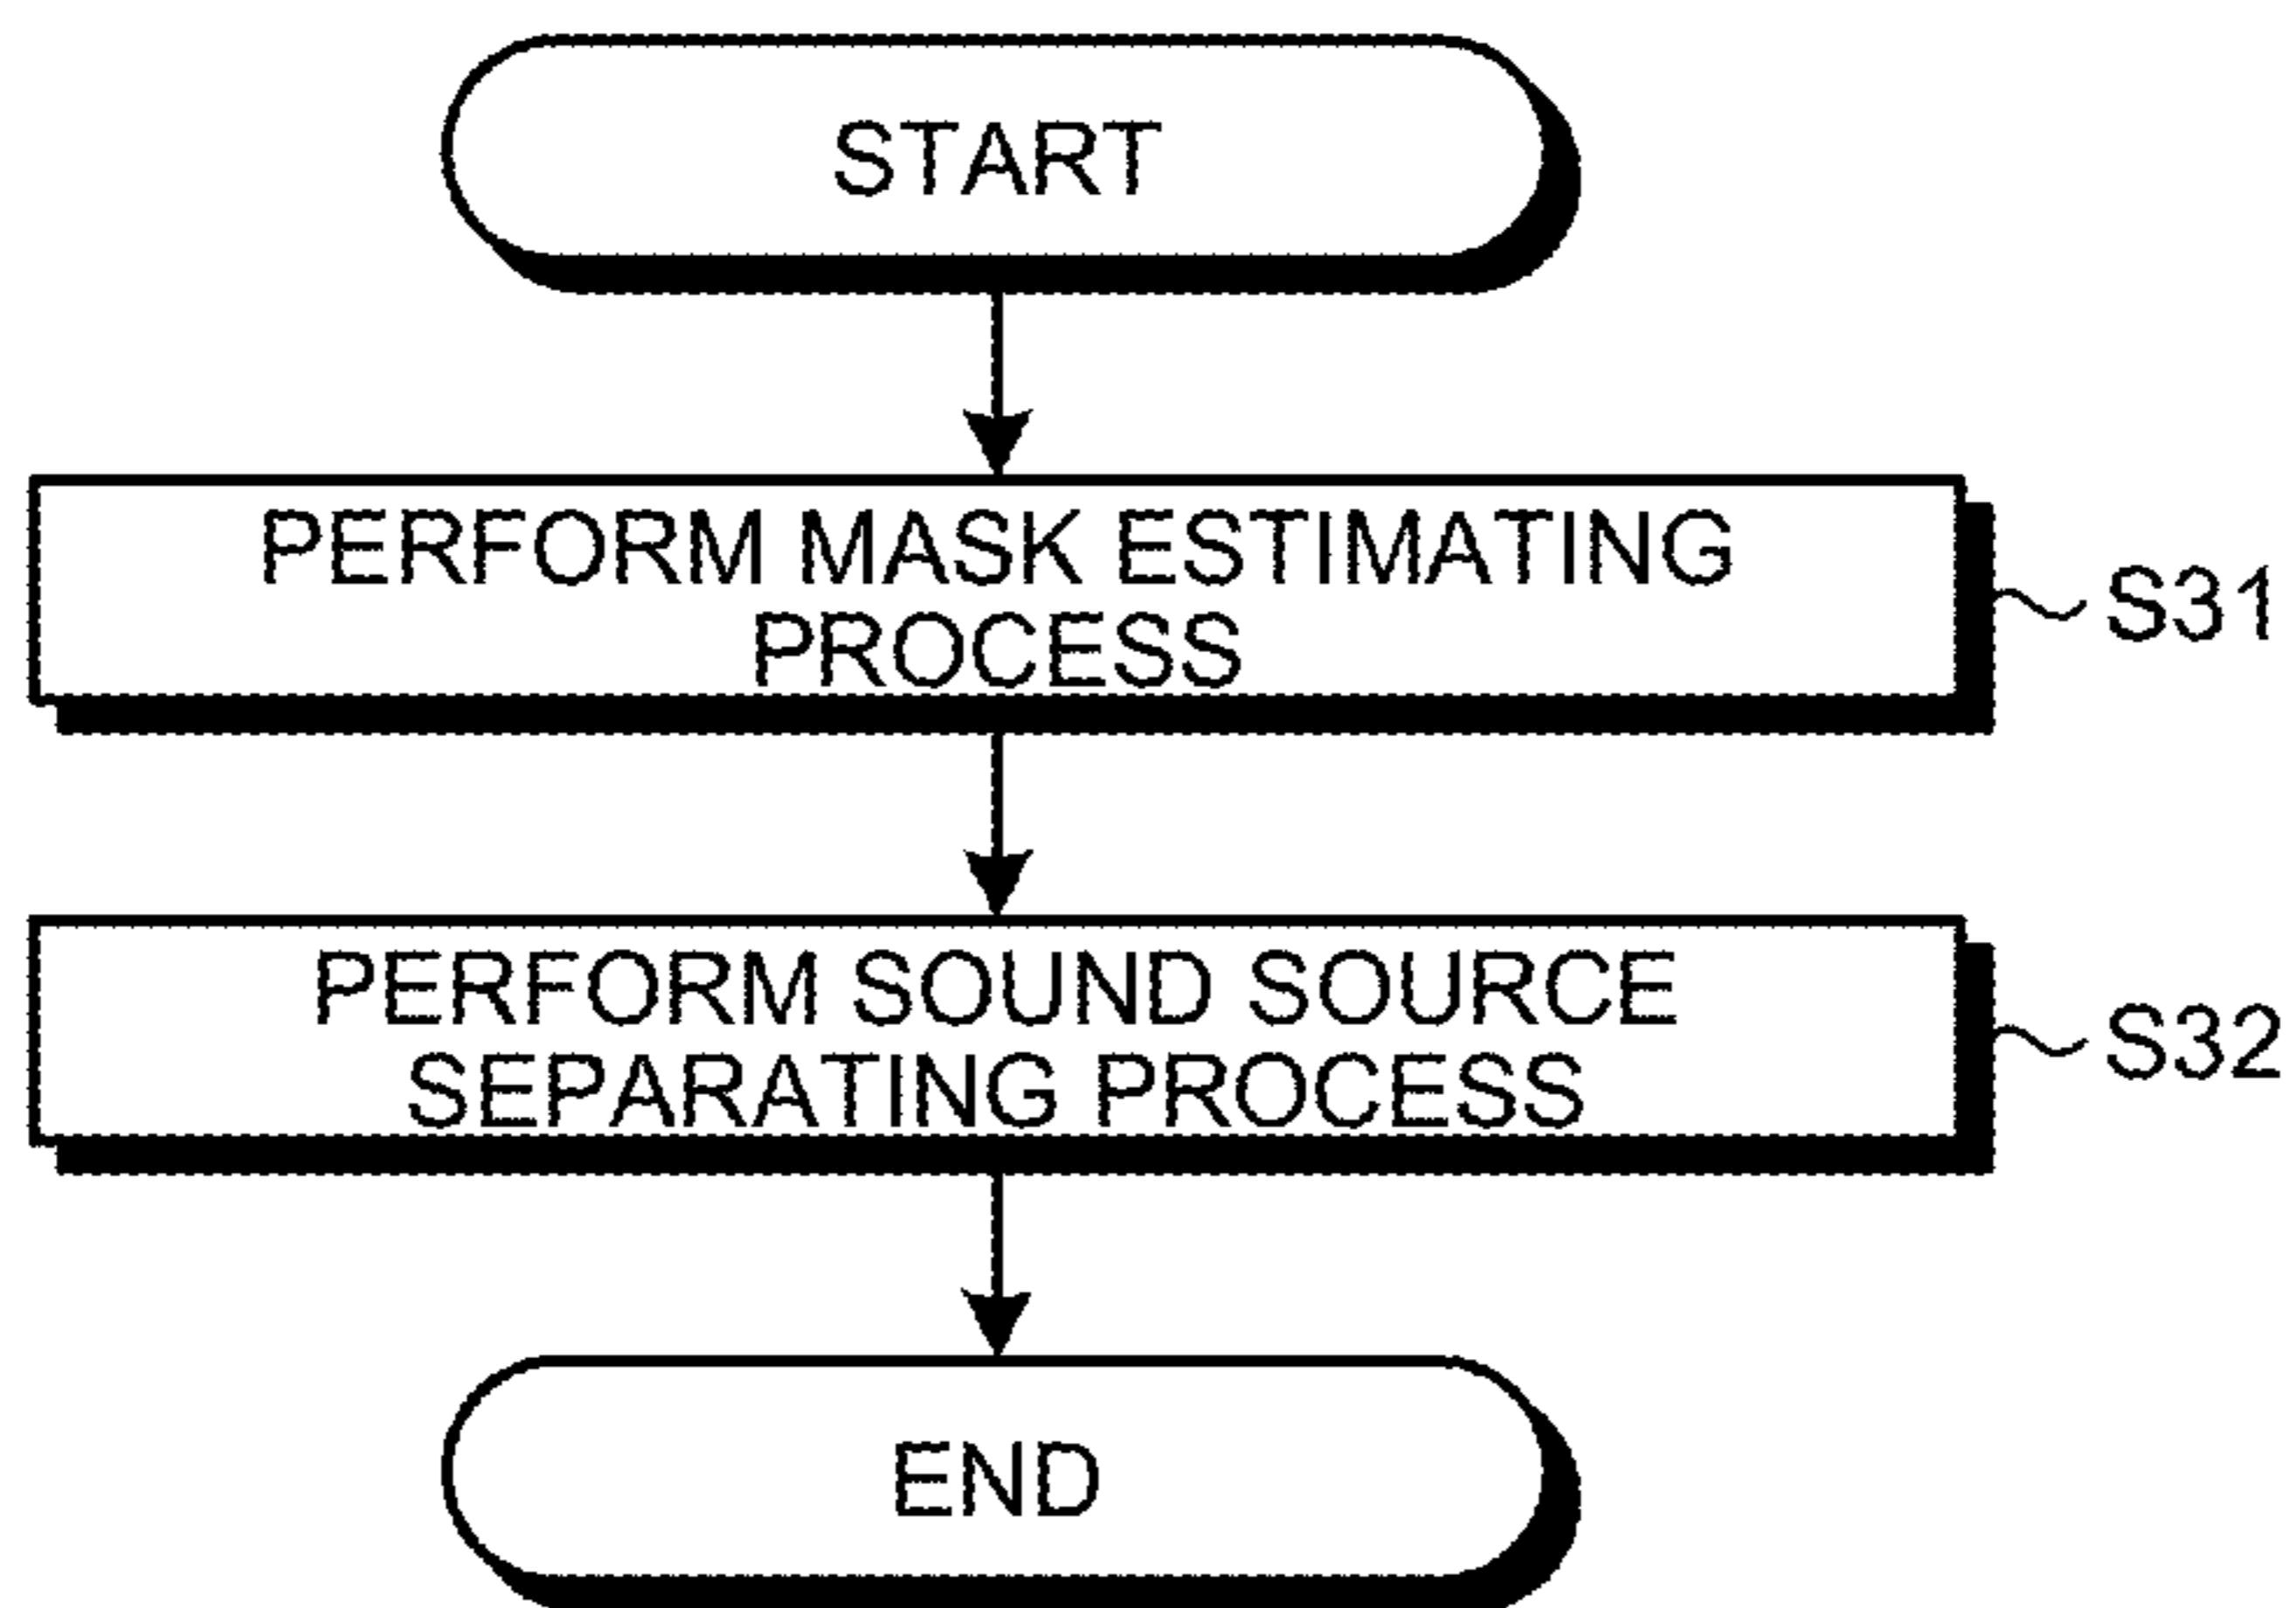 START
PERFORM MASK ESTIMATING
PROCESS
S31
PERFORM SOUND SOURCE
SEPARATING PROCESS
S32
END